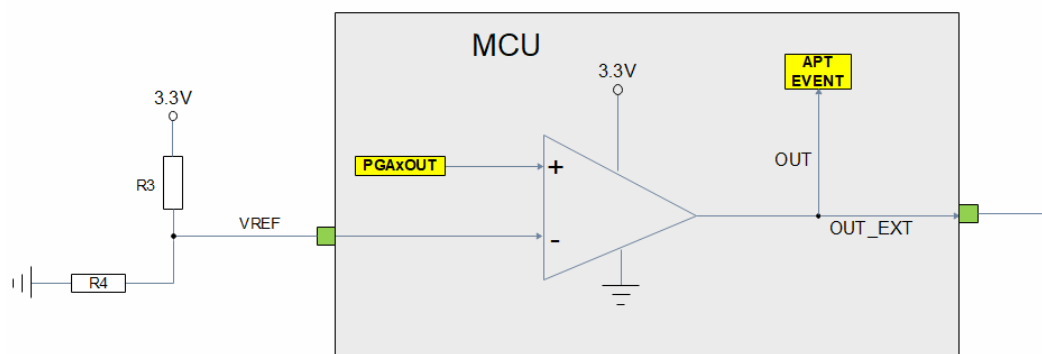 MCU
3.3V
3.3V
APT
EVENT
PGAxOUT
+
R3
OUT
VREF
-
OUT_EXT
R4